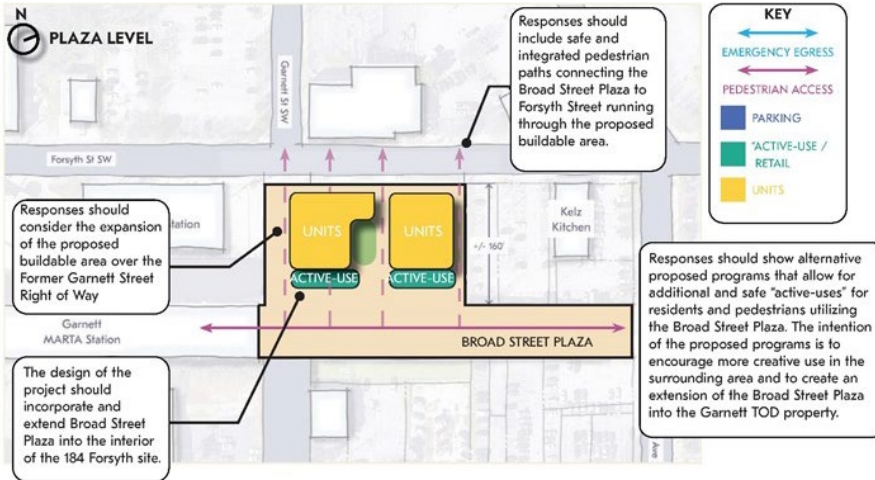 N
PLAZA LEVEL
Garnett St SW
Forsyth St SW
Responses should
include safe and
integrated pedestrian
paths connecting the
Broad Street Plaza to
Forsyth Street running
through the proposed
buildable area.
KEY
EMERGENCY EGRESS
PEDESTRIAN ACCESS
PARKING
"ACTIVE-USE /
RETAIL
UNITS
Responses should
consider the expansion
of the proposed
buildable area over the
Former Garnett Street
Right of Way
Station
UNITS
UNITS
ACTIVE-USE
ACTIVE-USE
+/- 160'
Kelz
Kitchen
Responses should show alternative
proposed programs that allow for
additional and safe "active-uses" for
residents and pedestrians utilizing
the Broad Street Plaza. The intention
of the proposed programs is to
encourage more creative use in the
surrounding area and to create an
extension of the Broad Street Plaza
into the Garnett TOD property.
Garnett
MARTA Station
BROAD STREET PLAZA
The design of the
project should
incorporate and
extend Broad Street
Plaza into the interior
of the 184 Forsyth site.
Ave